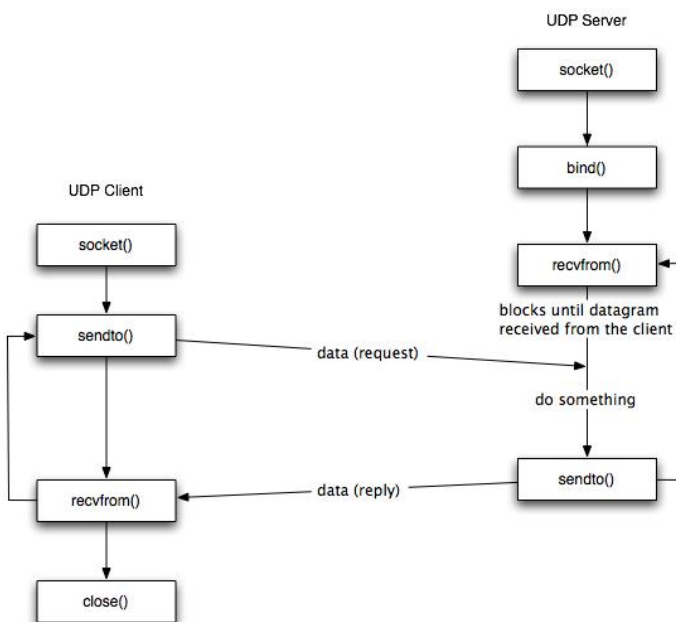 UDP Server
socket()
bind()
UDP Client
socket()
recvfrom()
blocks until datagram
received from the client
sendto()
data (request)
do something
sendto()
data (reply)
recvfrom()
close()